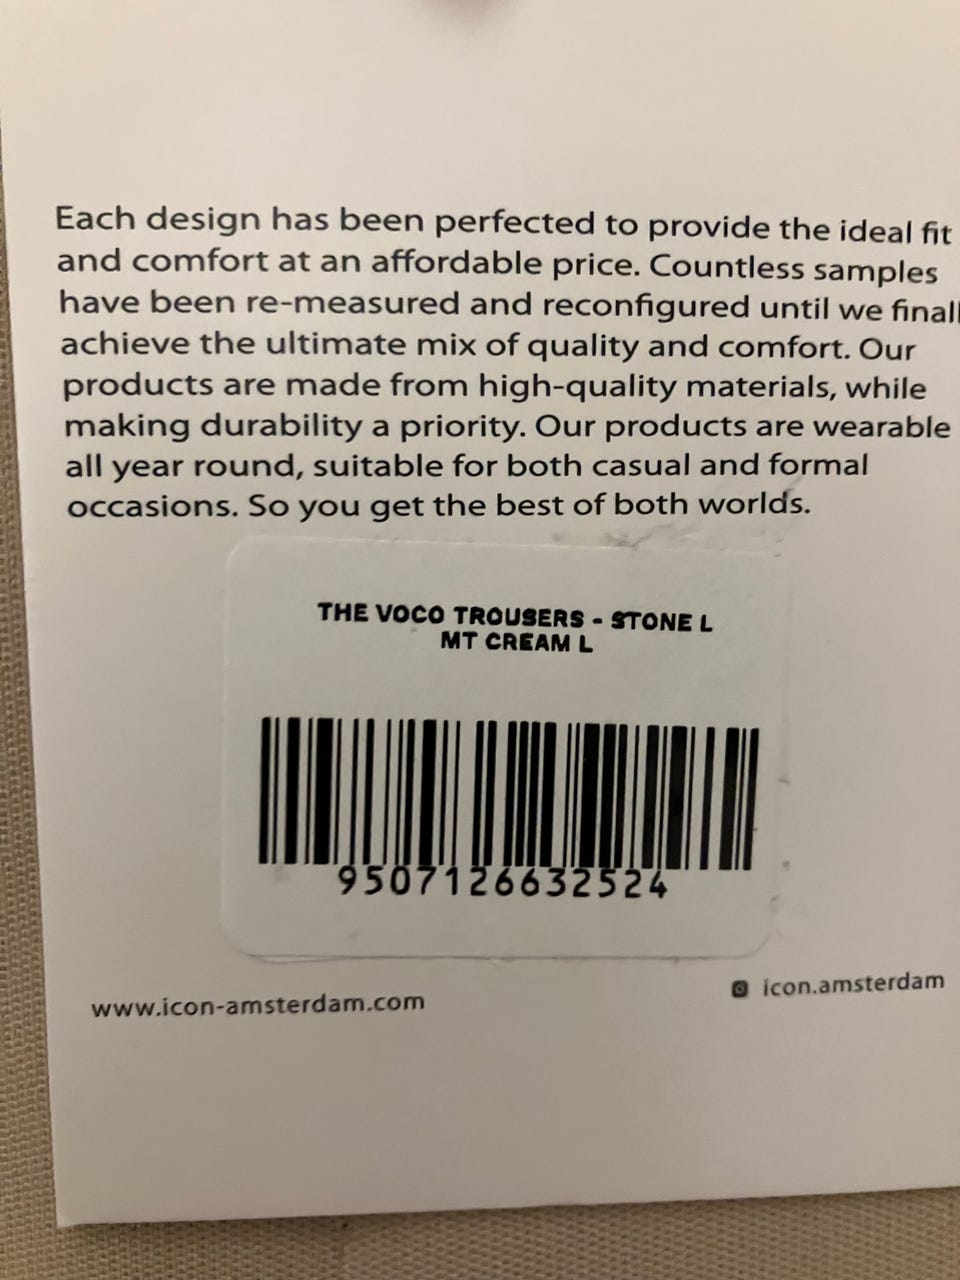 Each design has been perfected to provide the ideal fit
and comfort at an affordable price. Countless samples
have been re-measured and reconfigured until we finall
achieve the ultimate mix of quality and comfort. Our
products are made from high-quality materials, while
making durability a priority. Our products are wearable
all year round, suitable for both casual and formal
occasions. So you get the best of both worlds.
THE VOCO TROUSERS - STONE L
MT CREAM L
9507126632524
www.icon-amsterdam.com
icon.amsterdam